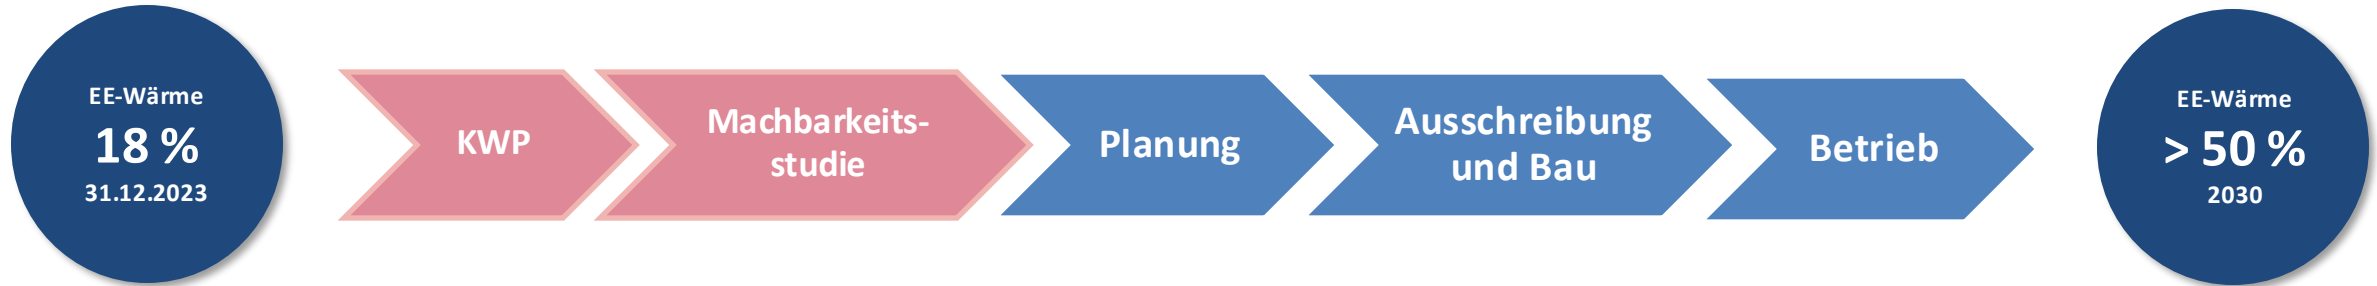 EE-Wärme
18 %
31.12.2023
KWP
Machbarkeits-
studie
Planung
Ausschreibung
und Bau
Betrieb
EE-Wärme
> 50 %
2030